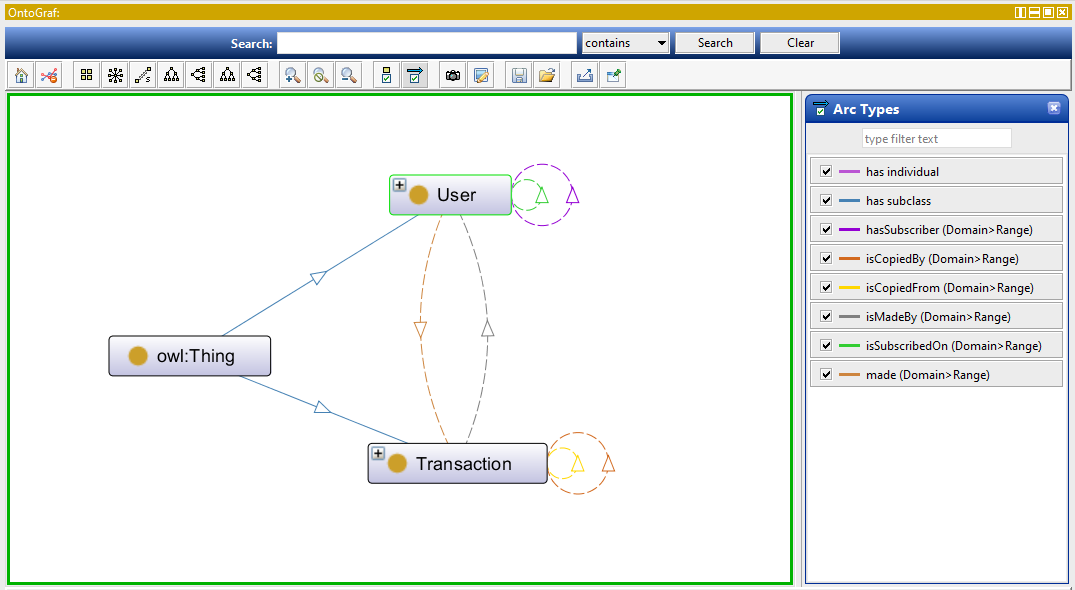 OntoGraf:
Search:
contains
Search
Clear
Arc Types
type filter text
has individual
has subclass
hasSubscriber (Domain>Range)
isCopiedBy (Domain>Range)
isCopiedFrom (Domain>Range)
isMadeBy (Domain>Range)
isSubscribedOn (Domain>Range)
made (Domain>Range)
User
owl:Thing
Transaction